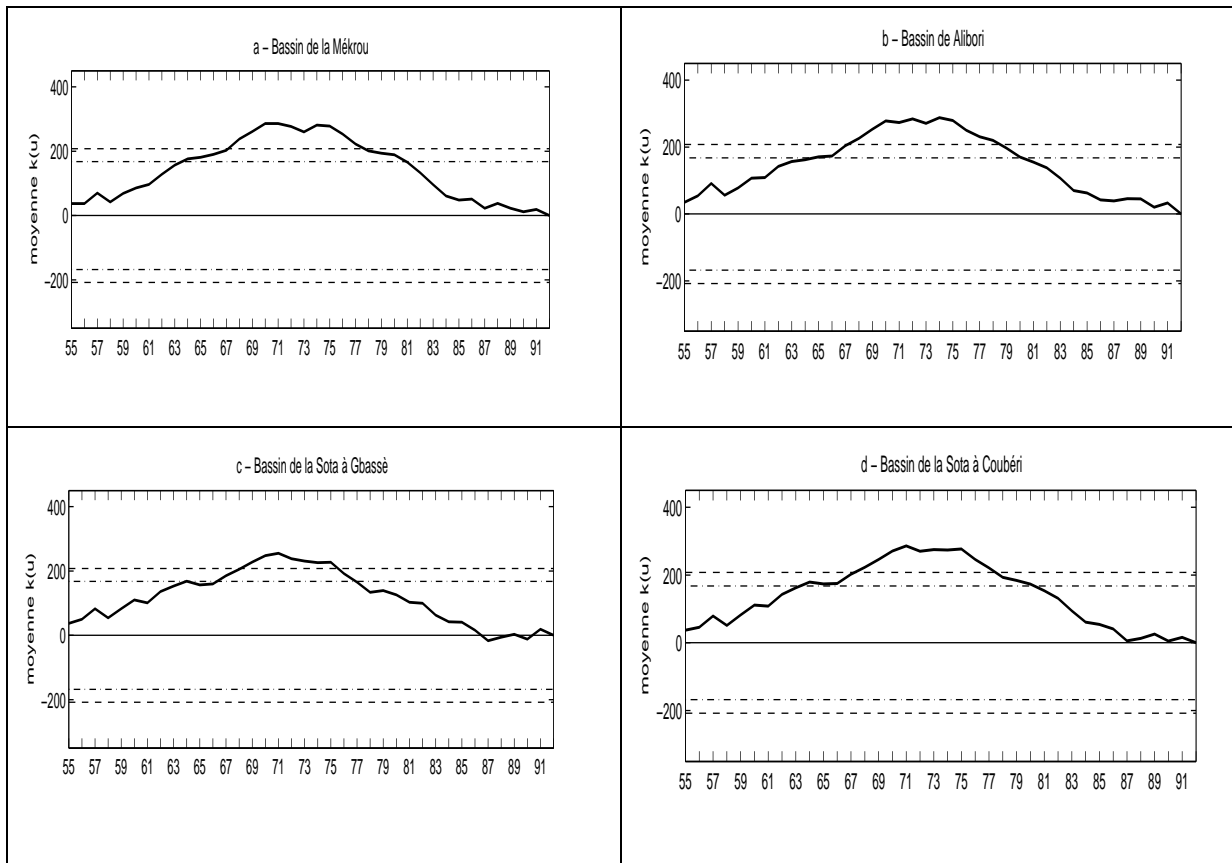 a – Bassin de la Mékrou
400
200
0
–200
moyenne k(u)
55 57 59 61 63 65 67 69 71 73 75 77 79 81 83 85 87 89 91
b – Bassin de Alibori
400
200
0
–200
moyenne k(u)
55 57 59 61 63 65 67 69 71 73 75 77 79 81 83 85 87 89 91
c – Bassin de la Sota à Gbassè
400
200
0
–200
moyenne k(u)
55 57 59 61 63 65 67 69 71 73 75 77 79 81 83 85 87 89 91
d – Bassin de la Sota à Coubéri
400
200
0
–200
moyenne k(u)
55 57 59 61 63 65 67 69 71 73 75 77 79 81 83 85 87 89 91